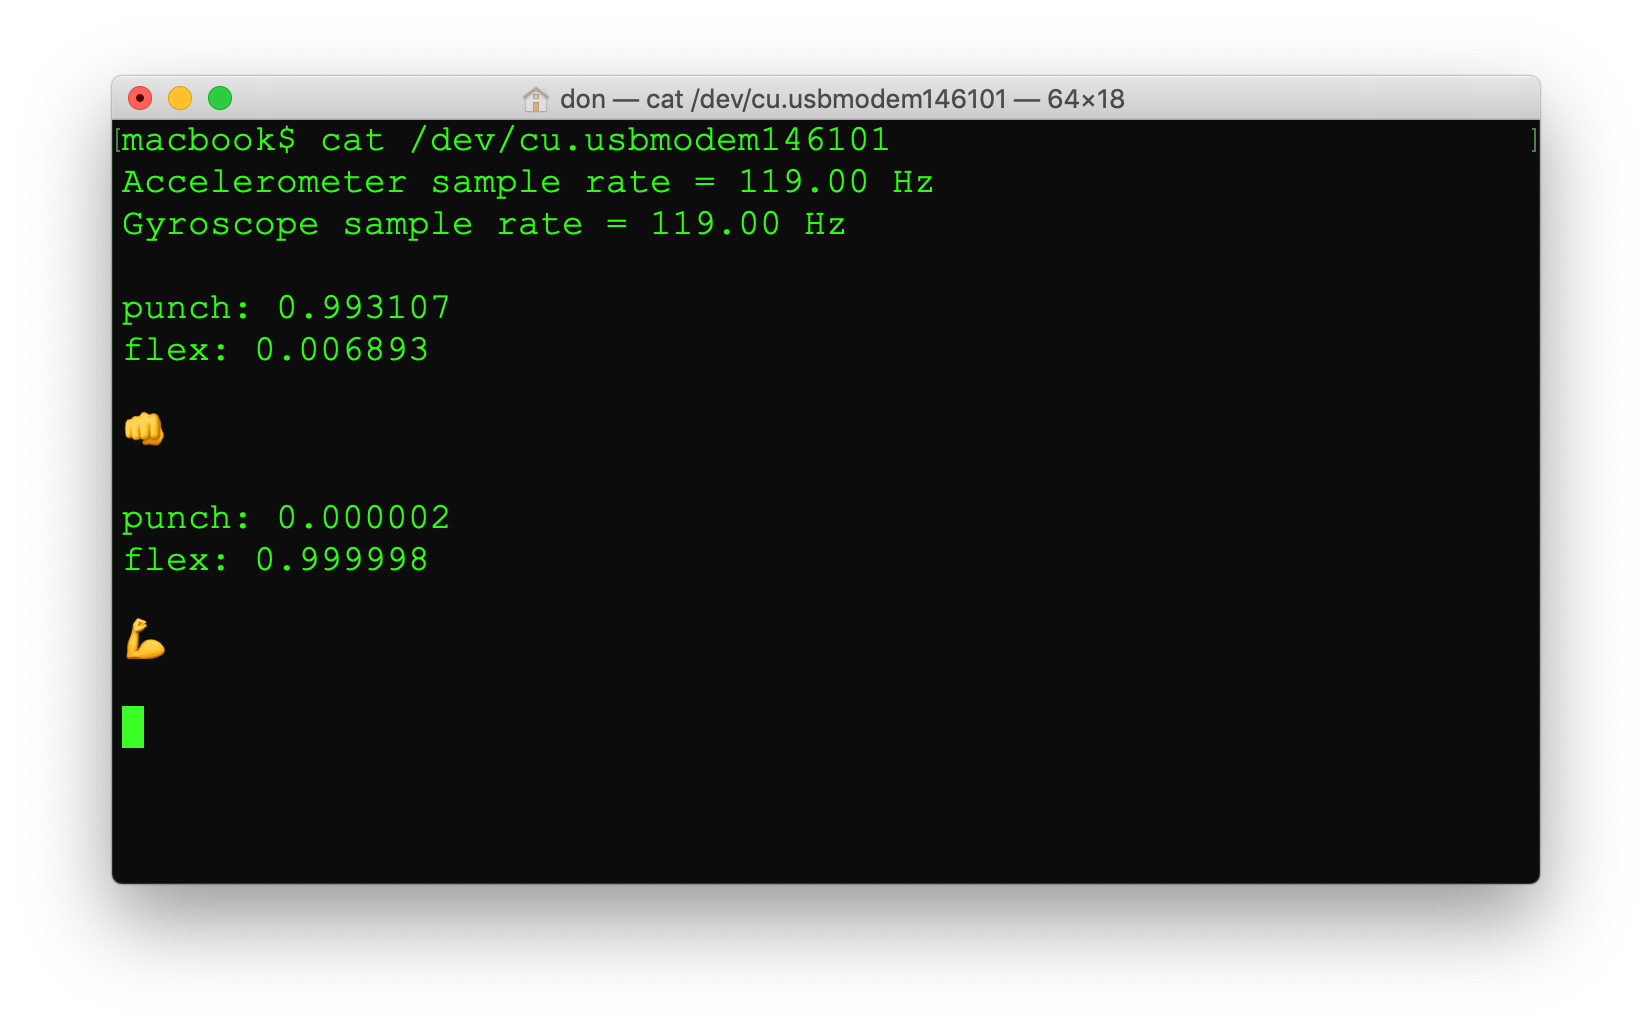 don — cat /dev/cu.usbmodem146101 — 64×18
macbook$ cat /dev/cu.usbmodem146101
Accelerometer sample rate = 119.00 Hz
Gyroscope sample rate = 119.00 Hz
punch: 0.993107
flex: 0.006893
👊
punch: 0.000002
flex: 0.999998
💪